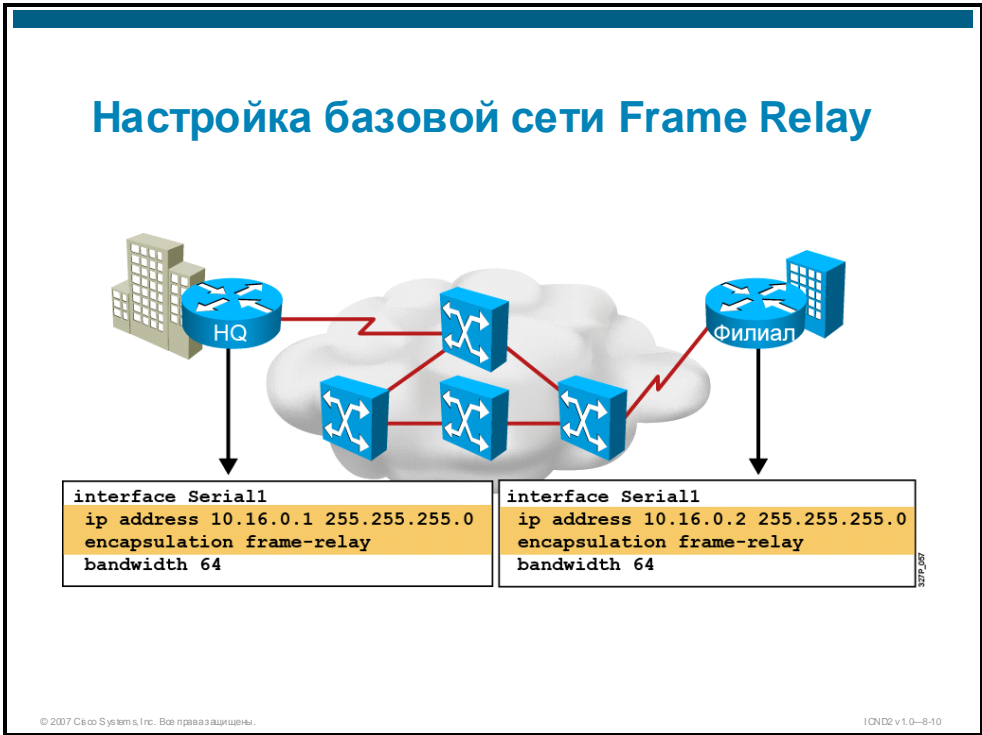 Настройка базовой сети Frame Relay
HQ
Филиал
interface Serial1
ip address 10.16.0.1 255.255.255.0
encapsulation frame-relay
bandwidth 64
interface Serial1
ip address 10.16.0.2 255.255.255.0
encapsulation frame-relay
bandwidth 64
327P_057
© 2007 Cisco Systems, Inc. Все права защищены.
ICND2 v1.0—8-10